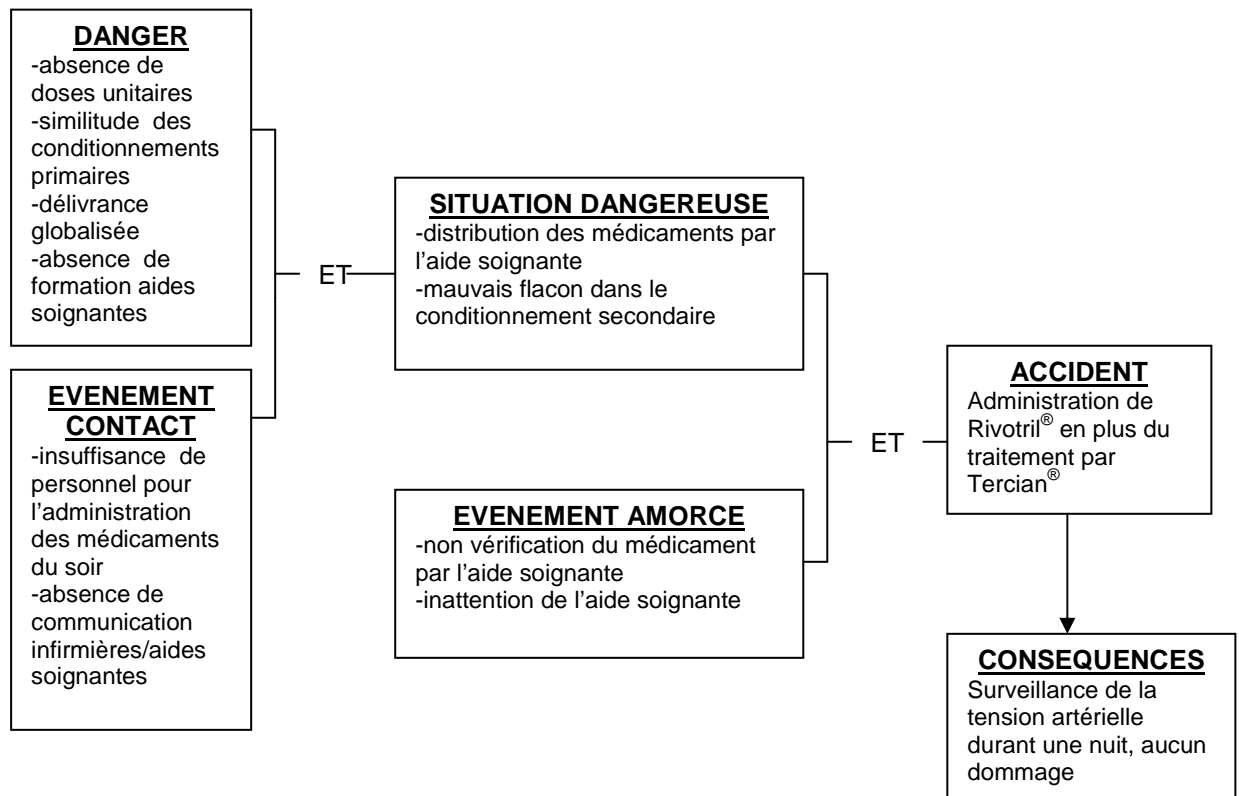 DANGER
-absence de
doses unitaires
-similitude des
conditionnements
primaires
-délivrance
globalisée
-absence de
formation aides
soignantes
EVENEMENT
CONTACT
-insuffisance de
personnel pour
l'administration
des médicaments
du soir
-absence de
communication
infirmières/aides
soignantes
ET
SITUATION DANGEREUSE
-distribution des médicaments par
l'aide soignante
-mauvais flacon dans le
conditionnement secondaire
EVENEMENT AMORCE
-non vérification du médicament
par l'aide soignante
-inattention de l'aide soignante
ET
ACCIDENT
Administration de
Rivotril® en plus du
traitement par
Tercian®
CONSEQUENCES
Surveillance de la
tension artérielle
durant une nuit, aucun
dommage